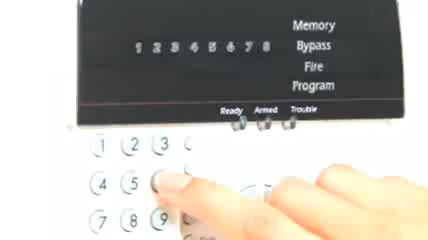 Memory
1 2 3 4 5 6 7 8 Bypass
Fire
Program
Ready Armed Trouble
1 2 3
4 5
7 8 9